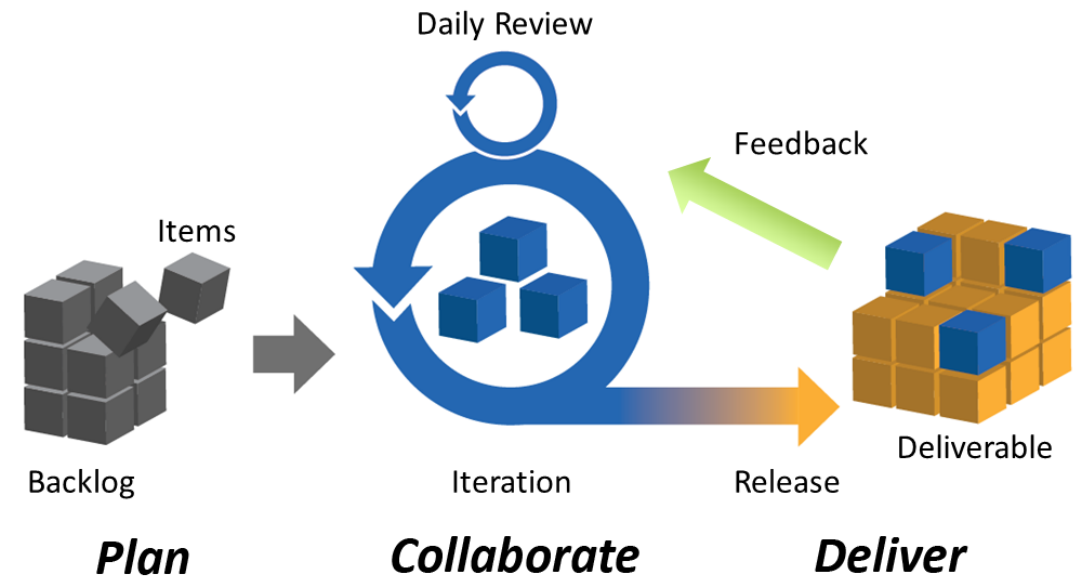 Daily Review
Feedback
Items
Deliverable
Backlog
Iteration
Release
Plan
Collaborate
Deliver